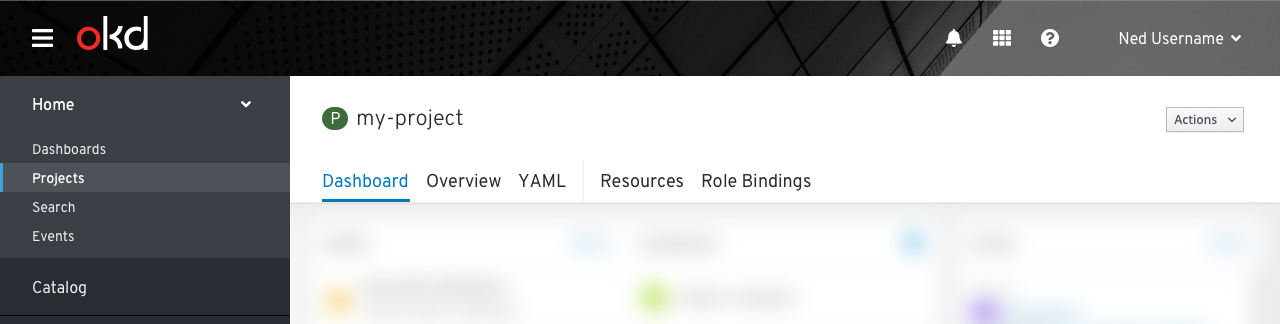 okd
Ned Username
Home
Dashboards
Projects
Search
Events
Catalog
P my-project
Actions
Dashboard Overview YAML Resources Role Bindings